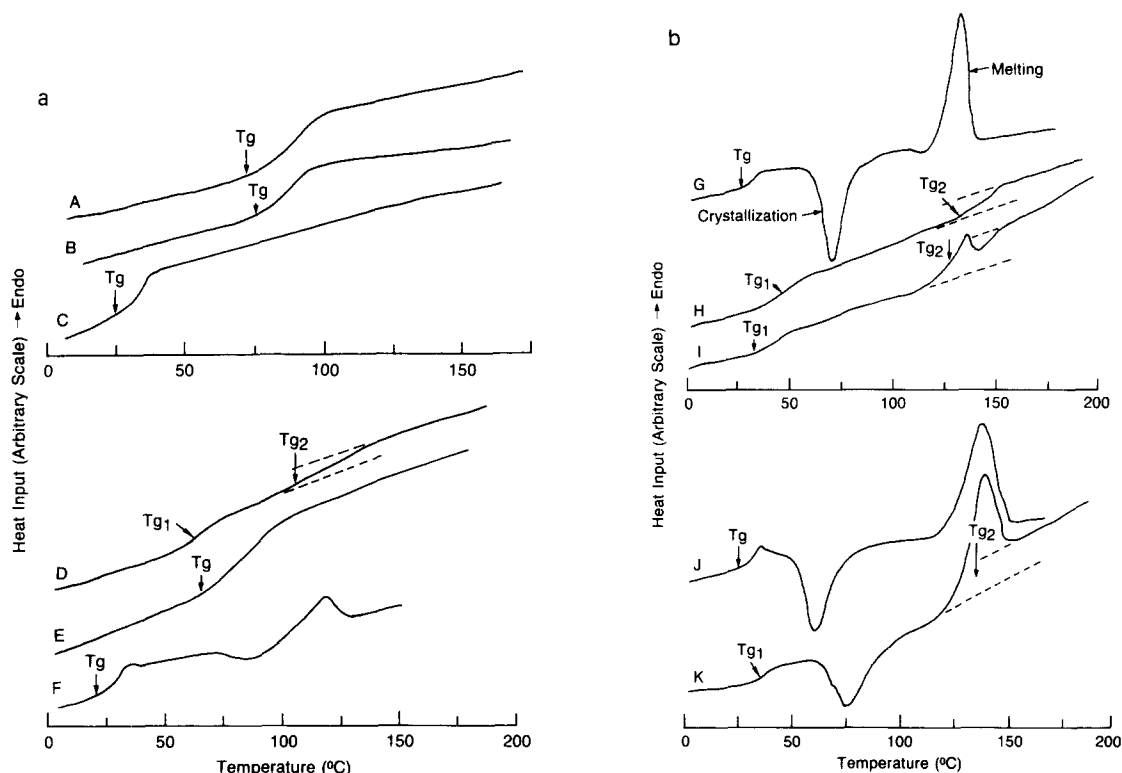 a
Tg
A
Tg
B
Tg
C
0 50 100 150
Tg2
Tg1
D
Tg
E
Tg
F
0 50 100 150 200
Temperature (ºC)
Heat Input (Arbitrary Scale) → Endo
b
Melting
Tg
G
Crystallization
Tg2
Tg2
Tg1
H
Tg1
I
0 50 100 150 200
Tg2
Tg
J
Tg1
K
0 50 100 150 200
Temperature (ºC)
Heat Input (Arbitrary Scale) → Endo